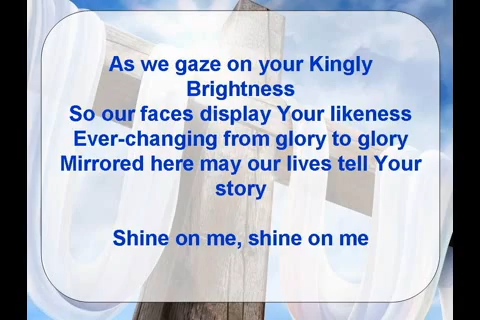 As we gaze on your Kingly
Brightness
So our faces display Your likeness
Ever-changing from glory to glory
Mirrored here may our lives tell Your
story
Shine on me, shine on me